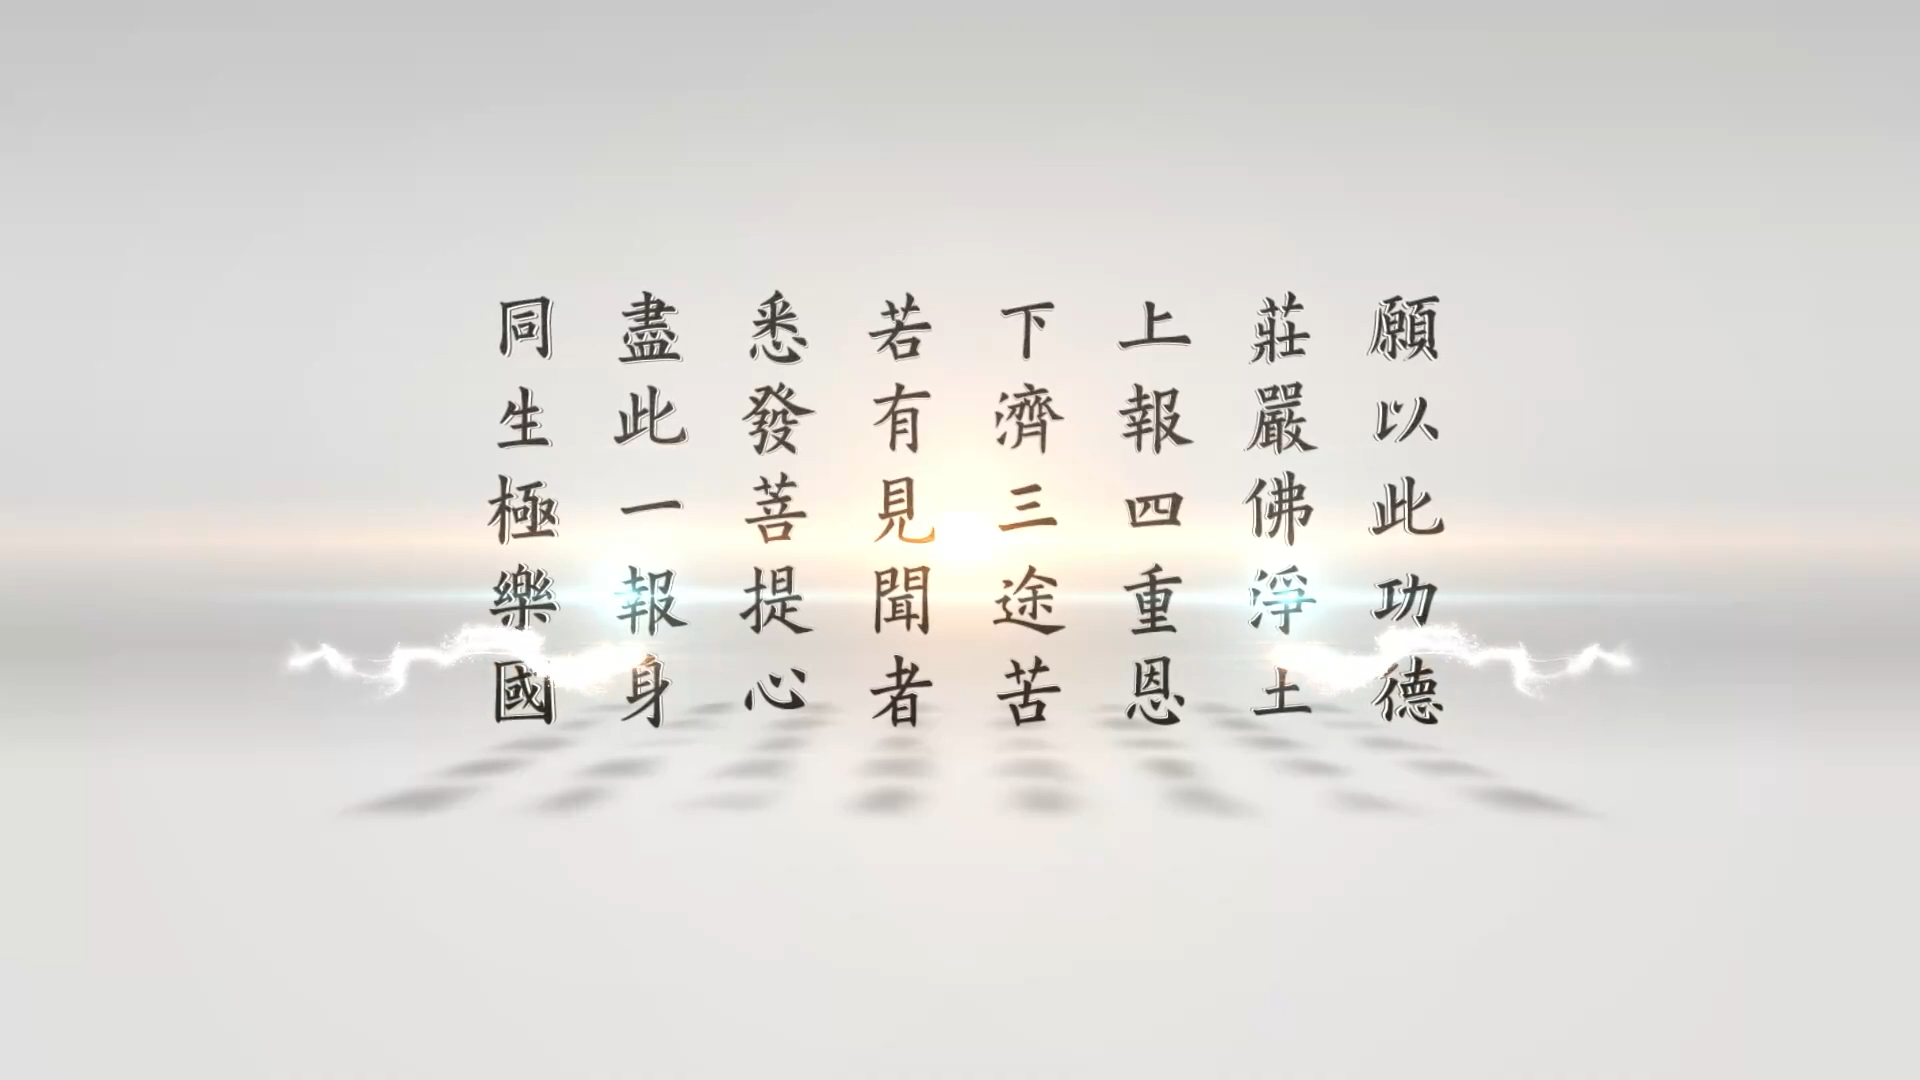 願以此功德
莊嚴佛淨土
上報四重恩
下濟三途苦
若有見聞者
悉發菩提心
盡此一報身
同生極樂國